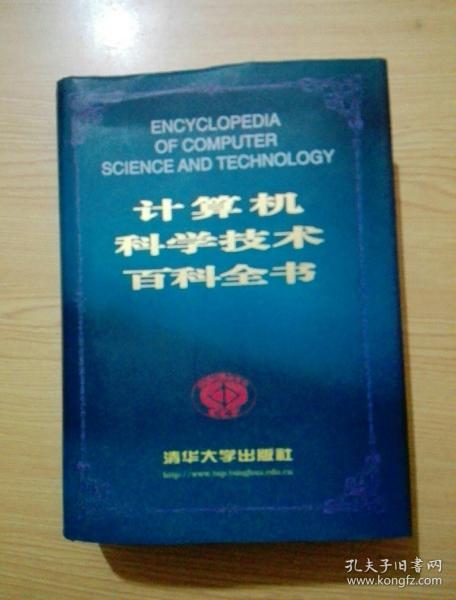 ENCYCLOPEDIA
OF COMPUTER
SCIENCE AND TECHNOLOGY
计算机
科学技术
百科全书
清华大学出版社
http://www.tup.tsinghua.edu.cn
孔夫子旧书网
www.kongfz.com